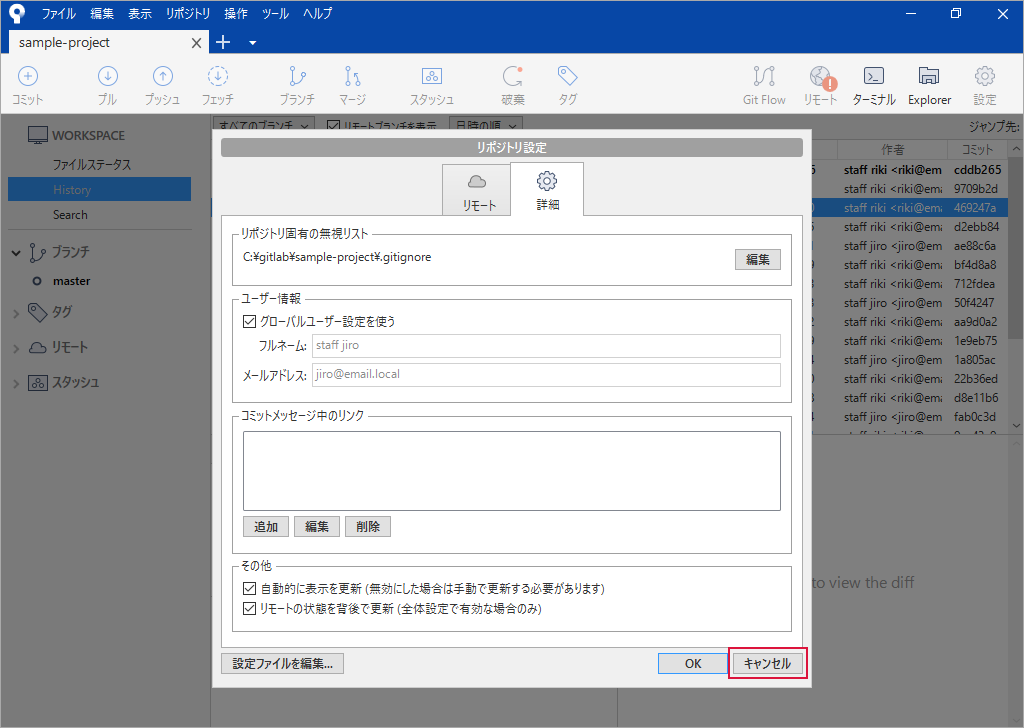 ファイル 編集 表示 リポジトリ 操作 ツール ヘルプ
sample-project
コミット プル プッシュ フェッチ ブランチ マージ スタッシュ 破棄 タグ Git Flow リモート ターミナル Explorer 設定
すべてのブランチ リモートブランチを表示 日時の順 ジャンプ先:
WORKSPACE
ファイルステータス
History
Search
ブランチ
master
タグ
リモート
スタッシュ
リポジトリ設定
リモート 詳細
リポジトリ固有の無視リスト
C:¥gitlab¥sample-project¥.gitignore 編集
ユーザー情報
グローバルユーザー設定を使う
フルネーム: staff jiro
メールアドレス: jiro@email.local
コミットメッセージ中のリンク
追加 編集 削除
その他
自動的に表示を更新 (無効にした場合は手動で更新する必要があります)
リモートの状態を背後で更新 (全体設定で有効な場合のみ)
設定ファイルを編集... OK キャンセル
作者 コミット
staff riki <riki@em cddb265
staff riki <riki@ema 9709b2d
staff riki <riki@ema 469247a
staff riki <riki@ema d2ebb84
staff jiro <jiro@em ae88c6a
staff riki <riki@ema bf4d8a8
staff riki <riki@ema 712fdea
staff jiro <jiro@em 50f4247
staff riki <riki@ema aa9d0a2
staff riki <riki@ema 1e9eb75
staff jiro <jiro@em 1a805ac
staff riki <riki@ema 22b36ed
staff riki <riki@ema d8e11b6
staff jiro <jiro@em fab0c3d
to view the diff